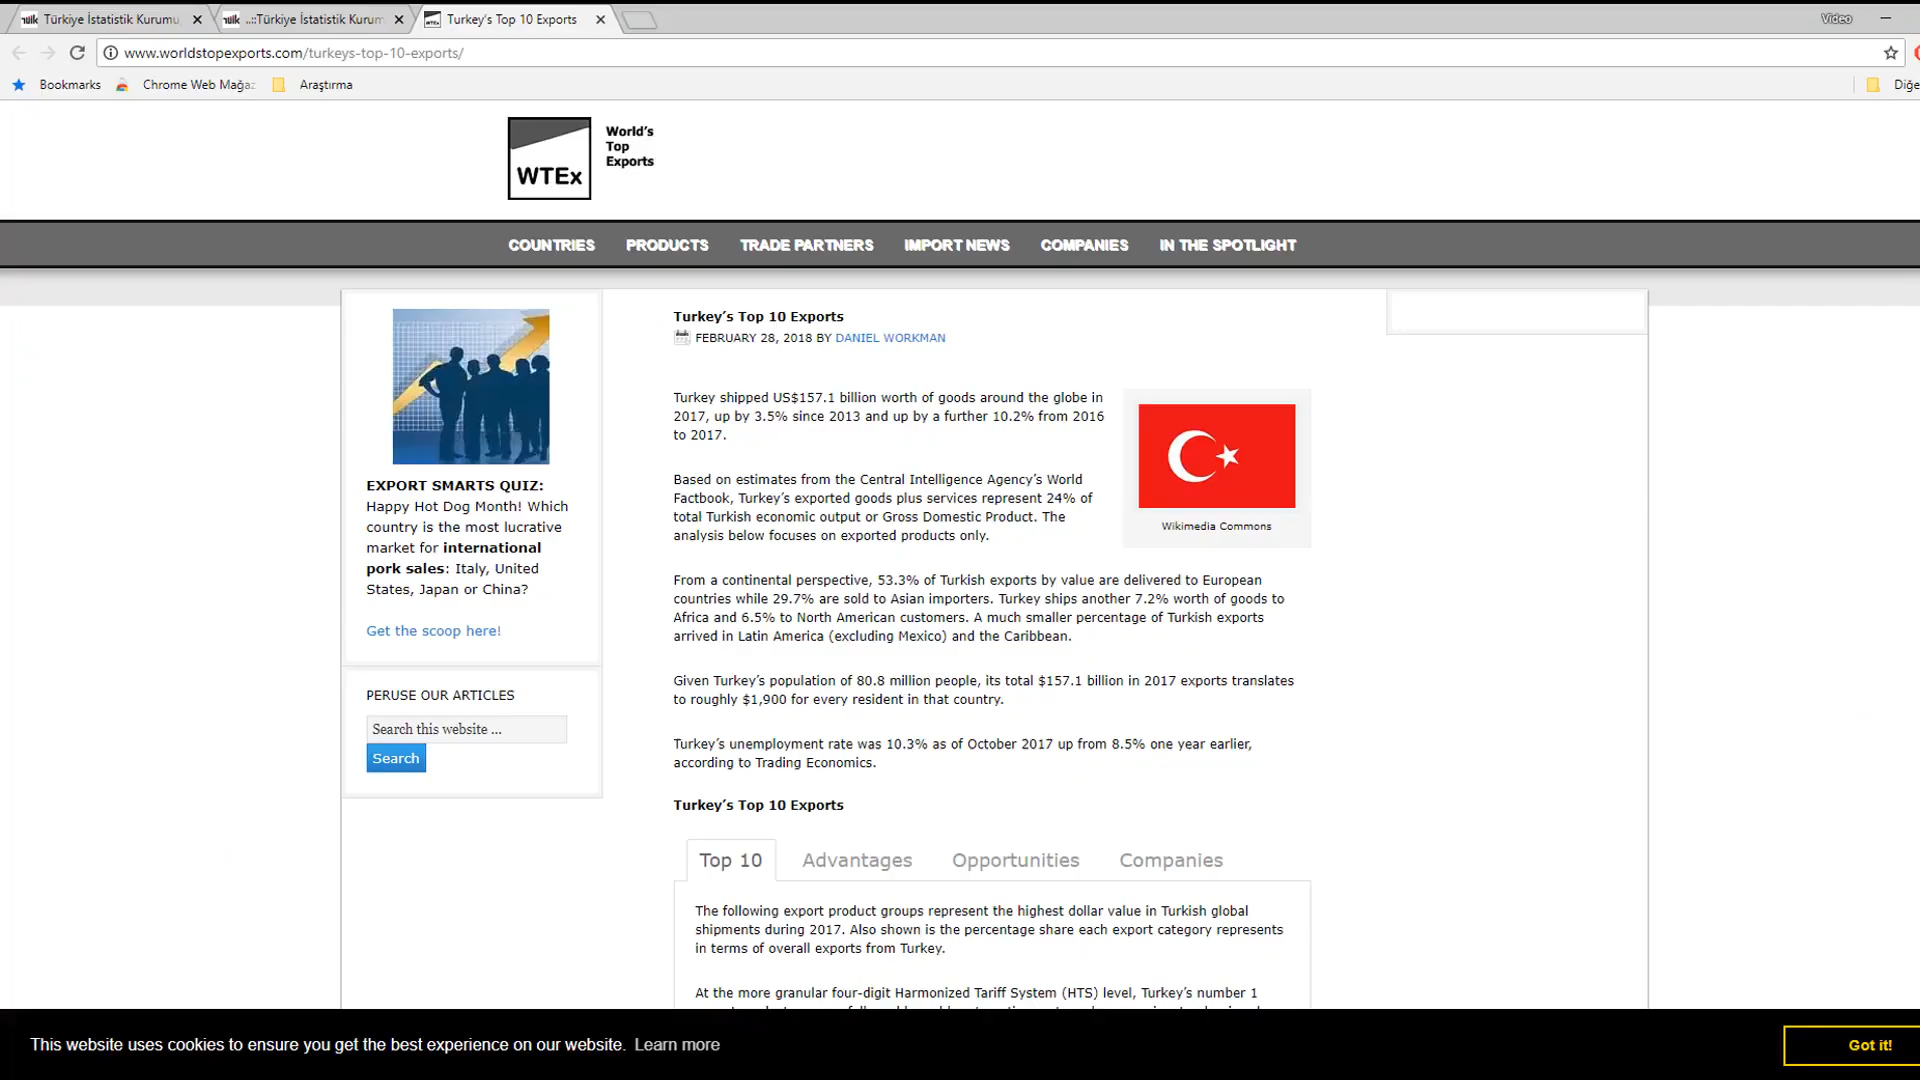 Türkiye İstatistik Kurumu,
..::Türkiye İstatistik Kurum
Turkey's Top 10 Exports
Video
www.worldstopexports.com/turkeys-top-10-exports/
Bookmarks
Chrome Web Mağaz
Araştırma
Diğe
WTEx
World's
Top
Exports
COUNTRIES
PRODUCTS
TRADE PARTNERS
IMPORT NEWS
COMPANIES
IN THE SPOTLIGHT
EXPORT SMARTS QUIZ:
Happy Hot Dog Month! Which
country is the most lucrative
market for international
pork sales: Italy, United
States, Japan or China?
Get the scoop here!
PERUSE OUR ARTICLES
Search this website ...
Search
Turkey's Top 10 Exports
FEBRUARY 28, 2018 BY DANIEL WORKMAN
Turkey shipped US$157.1 billion worth of goods around the globe in
2017, up by 3.5% since 2013 and up by a further 10.2% from 2016
to 2017.
Based on estimates from the Central Intelligence Agency's World
Factbook, Turkey's exported goods plus services represent 24% of
total Turkish economic output or Gross Domestic Product. The
analysis below focuses on exported products only.
Wikimedia Commons
From a continental perspective, 53.3% of Turkish exports by value are delivered to European
countries while 29.7% are sold to Asian importers. Turkey ships another 7.2% worth of goods to
Africa and 6.5% to North American customers. A much smaller percentage of Turkish exports
arrived in Latin America (excluding Mexico) and the Caribbean.
Given Turkey's population of 80.8 million people, its total $157.1 billion in 2017 exports translates
to roughly $1,900 for every resident in that country.
Turkey's unemployment rate was 10.3% as of October 2017 up from 8.5% one year earlier,
according to Trading Economics.
Turkey's Top 10 Exports
Top 10
Advantages
Opportunities
Companies
The following export product groups represent the highest dollar value in Turkish global
shipments during 2017. Also shown is the percentage share each export category represents
in terms of overall exports from Turkey.
At the more granular four-digit Harmonized Tariff System (HTS) level, Turkey's number 1
This website uses cookies to ensure you get the best experience on our website. Learn more
Got it!